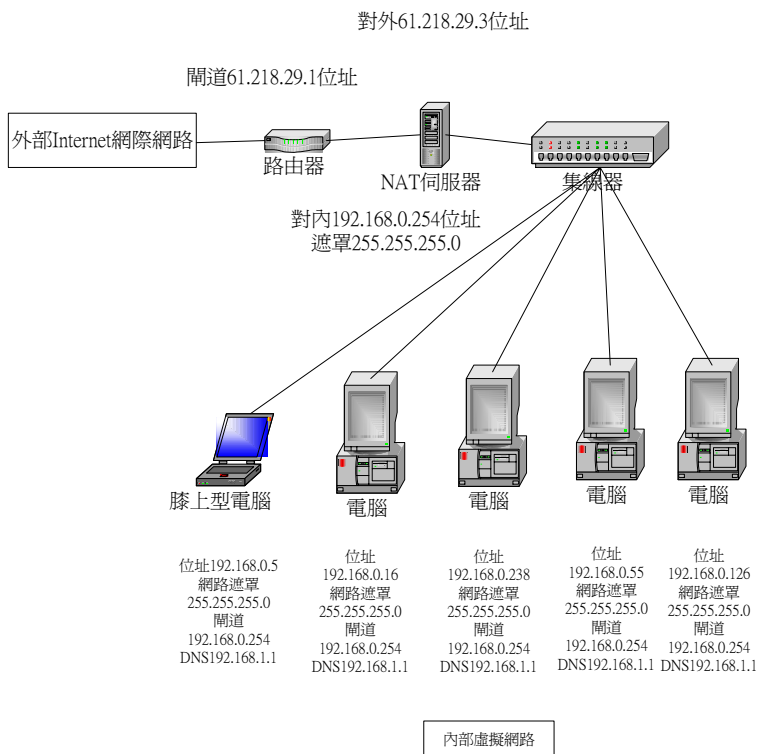 對外61.218.29.3位址
閘道61.218.29.1位址
外部Internet網際網路
路由器
NAT伺服器
集線器
對內192.168.0.254位址
遮罩255.255.255.0
膝上型電腦
電腦
電腦
電腦
電腦
位址192.168.0.5
網路遮罩
255.255.255.0
閘道
192.168.0.254
DNS192.168.1.1
位址
192.168.0.16
網路遮罩
255.255.255.0
閘道
192.168.0.254
DNS192.168.1.1
位址
192.168.0.238
網路遮罩
255.255.255.0
閘道
192.168.0.254
DNS192.168.1.1
位址
192.168.0.55
網路遮罩
255.255.255.0
閘道
192.168.0.254
DNS192.168.1.1
位址
192.168.0.126
網路遮罩
255.255.255.0
閘道
192.168.0.254
DNS192.168.1.1
內部虛擬網路